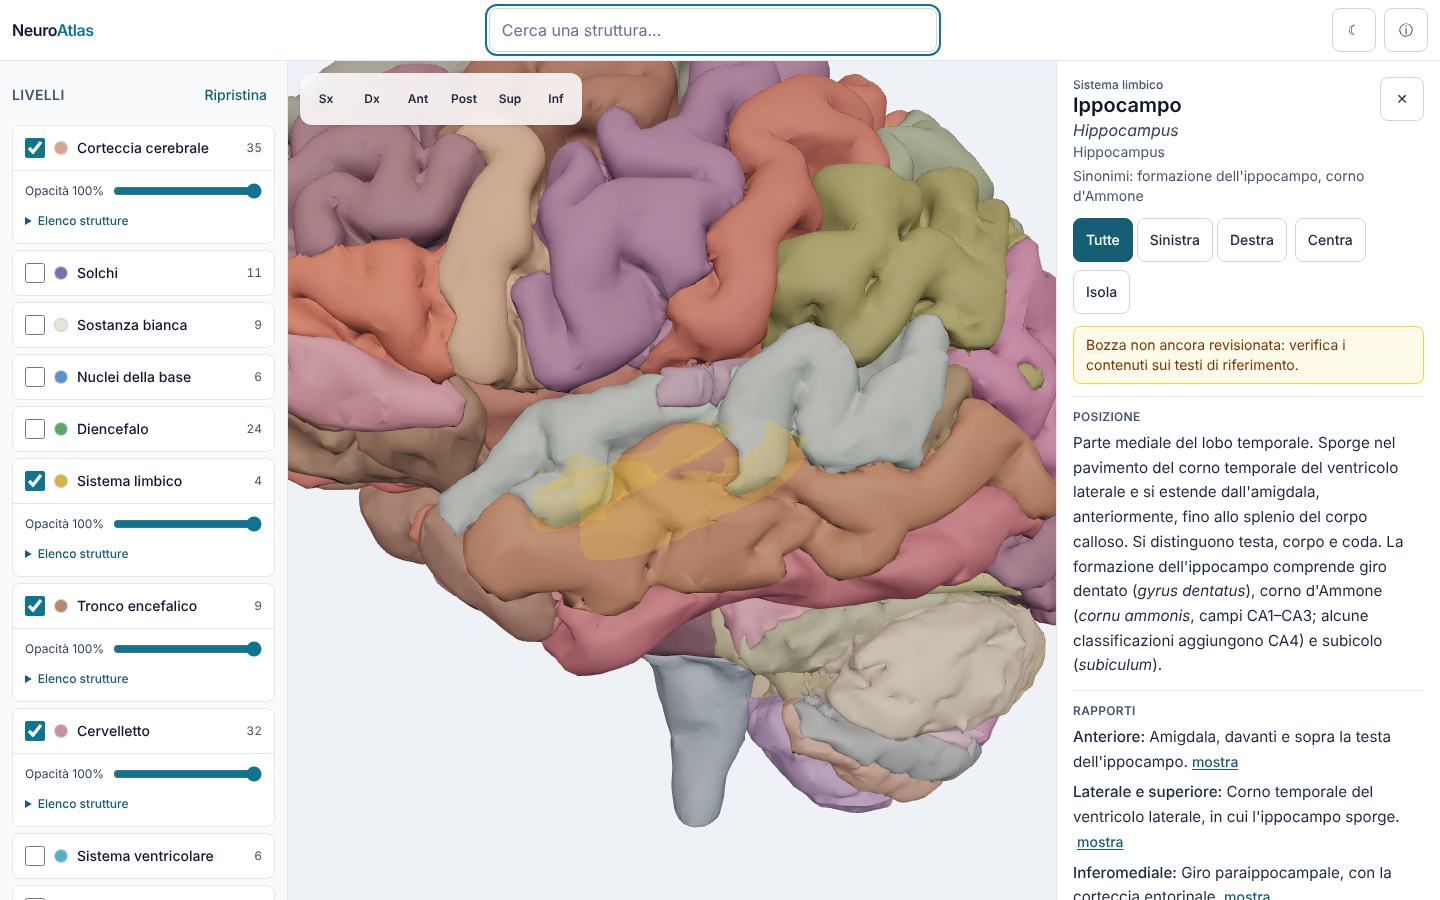 NeuroAtlas
Cerca una struttura...
☾
ⓘ
LIVELLI
Ripristina
Corteccia cerebrale 35
Opacità 100%
Elenco strutture
Solchi 11
Sostanza bianca 9
Nuclei della base 6
Diencefalo 24
Sistema limbico 4
Opacità 100%
Elenco strutture
Tronco encefalico 9
Opacità 100%
Elenco strutture
Cervelletto 32
Opacità 100%
Elenco strutture
Sistema ventricolare 6
Sx Dx Ant Post Sup Inf
Sistema limbico
Ippocampo
✕
Hippocampus
Hippocampus
Sinonimi: formazione dell'ippocampo, corno
d'Ammone
Tutte Sinistra Destra Centra
Isola
Bozza non ancora revisionata: verifica i
contenuti sui testi di riferimento.
POSIZIONE
Parte mediale del lobo temporale. Sporge nel
pavimento del corno temporale del ventricolo
laterale e si estende dall'amigdala,
anteriormente, fino allo splenio del corpo
calloso. Si distinguono testa, corpo e coda. La
formazione dell'ippocampo comprende giro
dentato (gyrus dentatus), corno d'Ammone
(cornu ammonis, campi CA1–CA3; alcune
classificazioni aggiungono CA4) e subicolo
(subiculum).
RAPPORTI
Anteriore: Amigdala, davanti e sopra la testa
dell'ippocampo. mostra
Laterale e superiore: Corno temporale del
ventricolo laterale, in cui l'ippocampo sporge.
mostra
Inferomediale: Giro paraippocampale, con la
corteccia entorinale. mostra